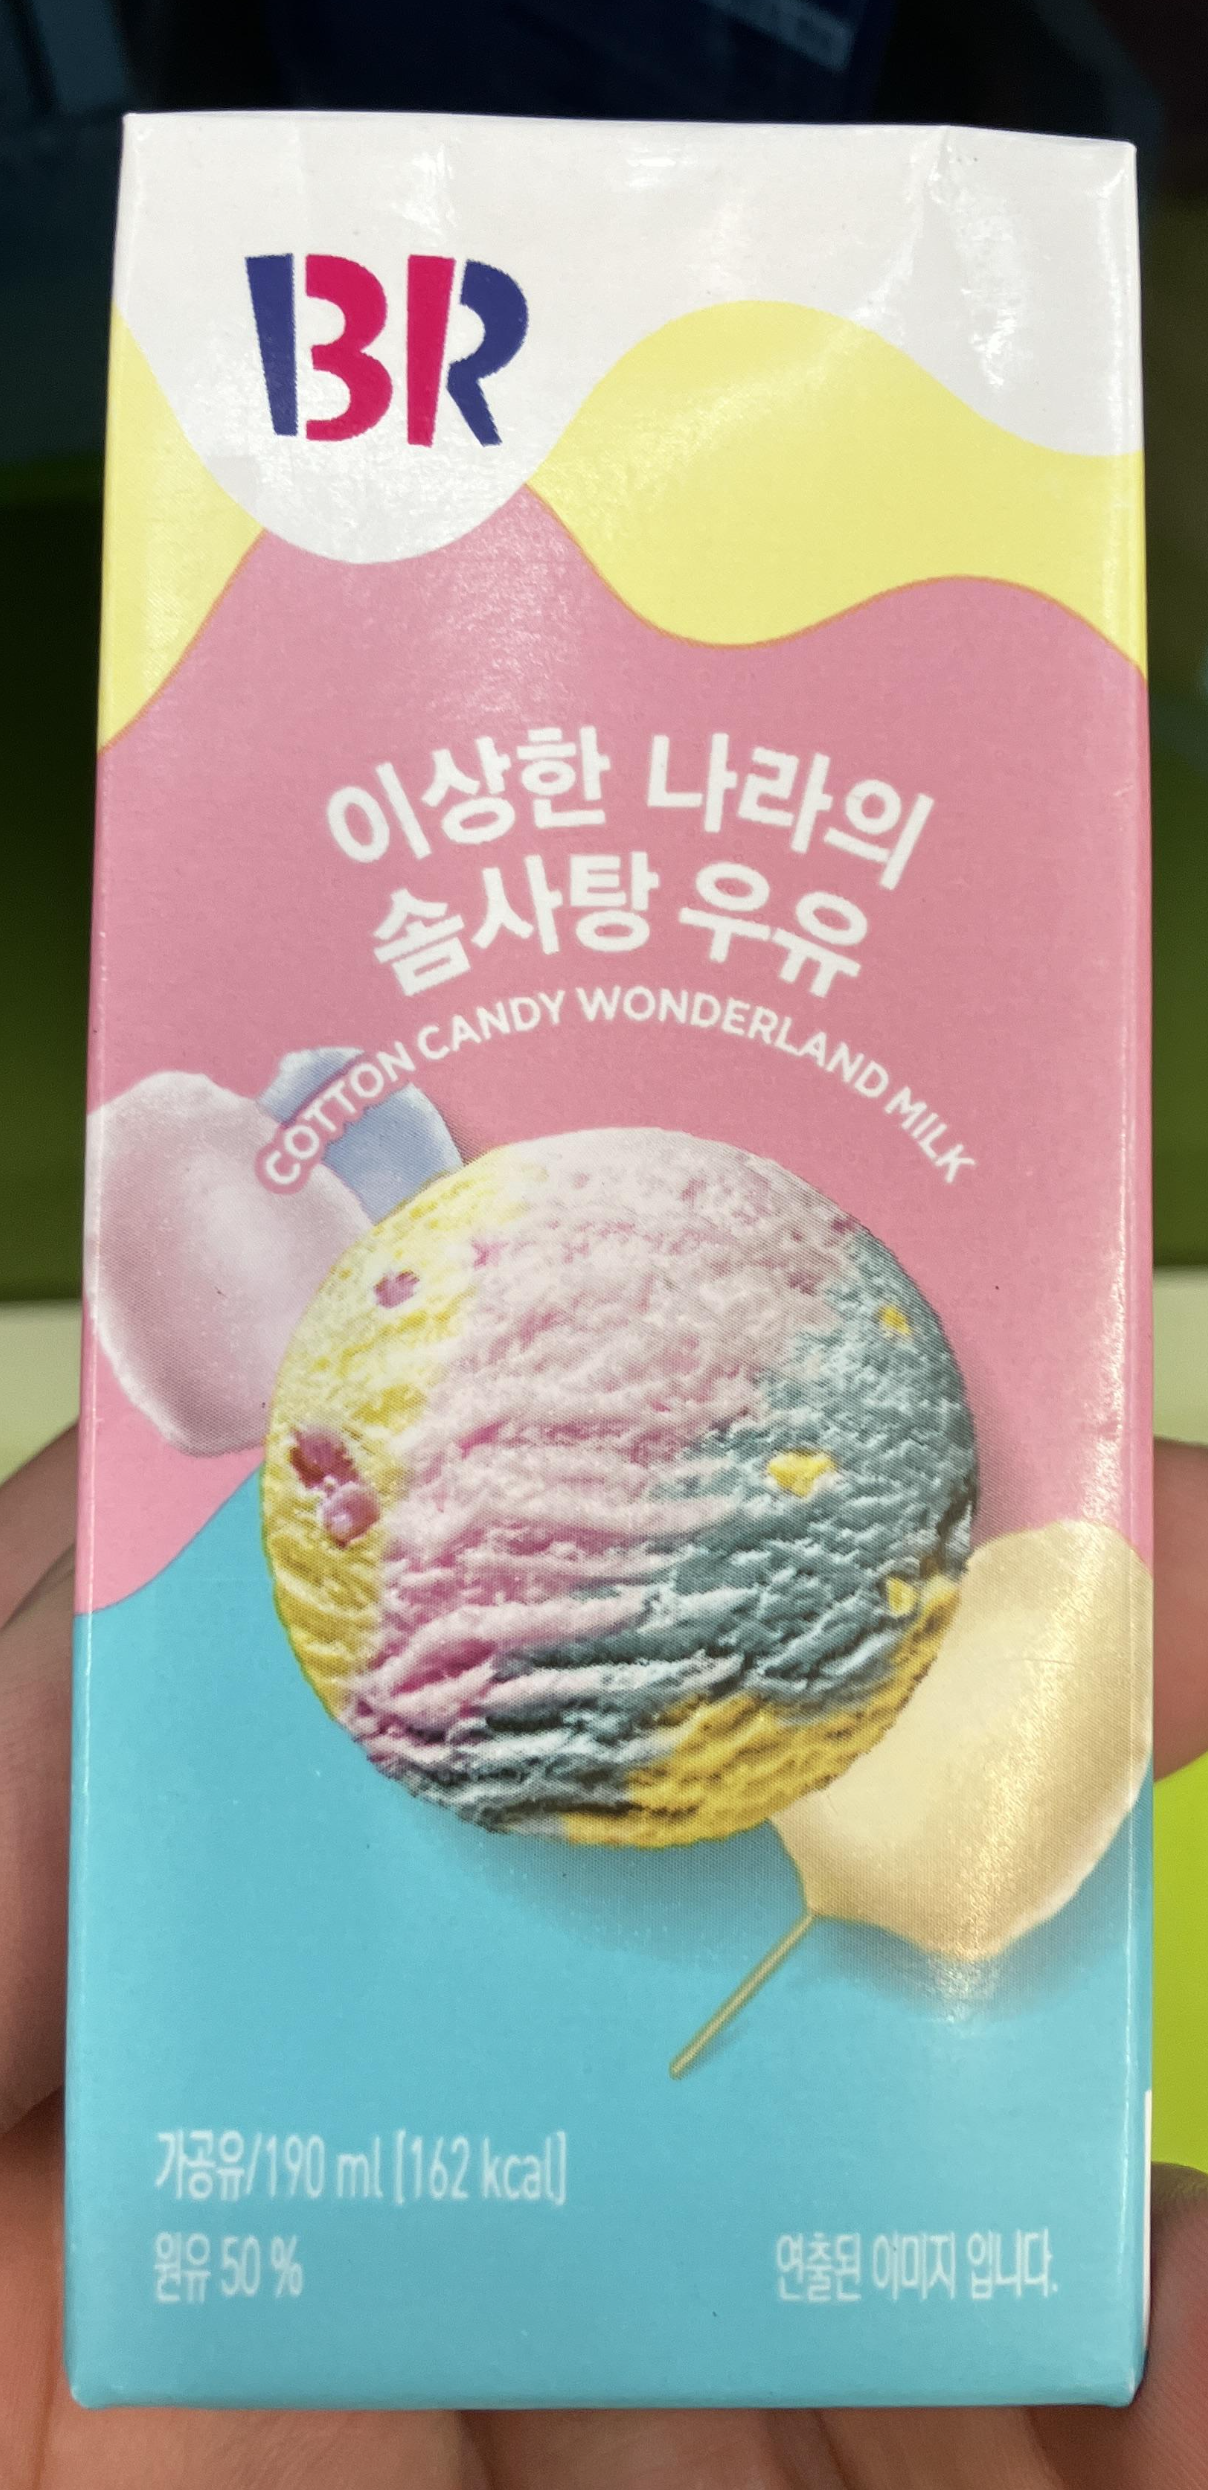 BR
이상한 나라의
솜사탕 우유
COTTON CANDY WONDERLAND MILK
가공유/190 ml [162 kcal]
원유 50 %
연출된 이미지 입니다.